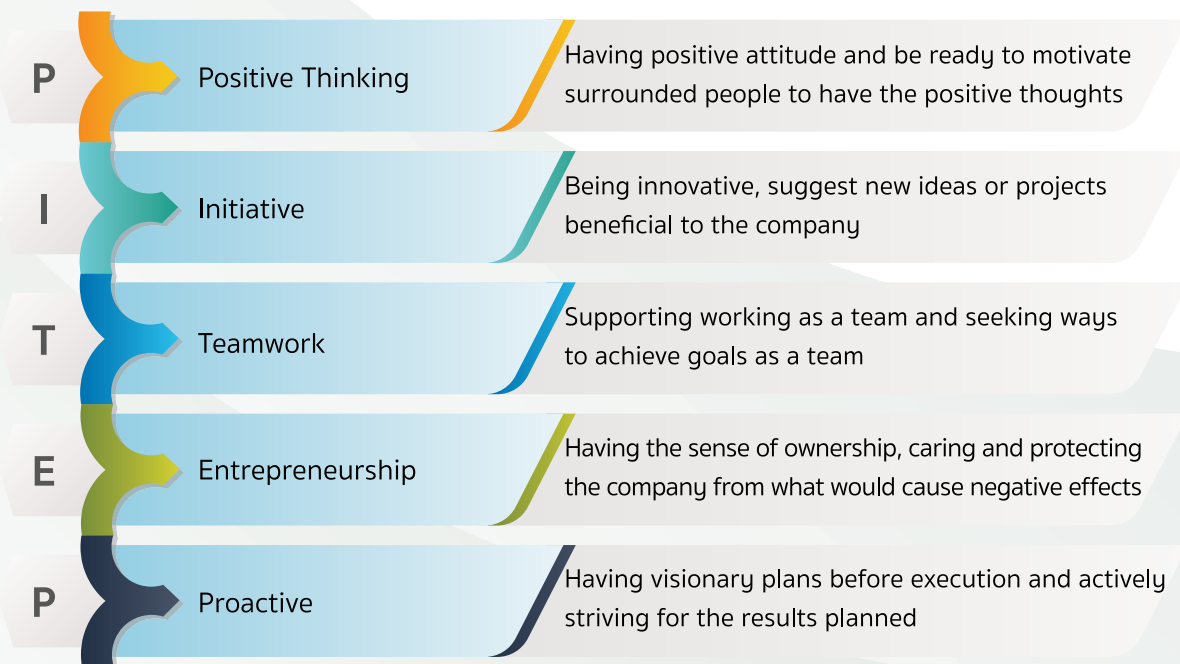 P
Positive Thinking
Having positive attitude and be ready to motivate
surrounded people to have the positive thoughts
I
Initiative
Being innovative, suggest new ideas or projects
beneficial to the company
T
Teamwork
Supporting working as a team and seeking ways
to achieve goals as a team
E
Entrepreneurship
Having the sense of ownership, caring and protecting
the company from what would cause negative effects
P
Proactive
Having visionary plans before execution and actively
striving for the results planned